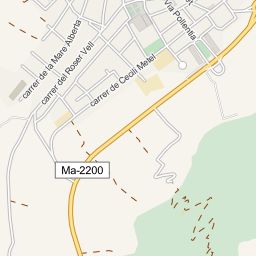 Via Pollentia
carrer de la Mare Alberta
carrer del Roser Vell
carrer de Cecili Metel
Ma-2200